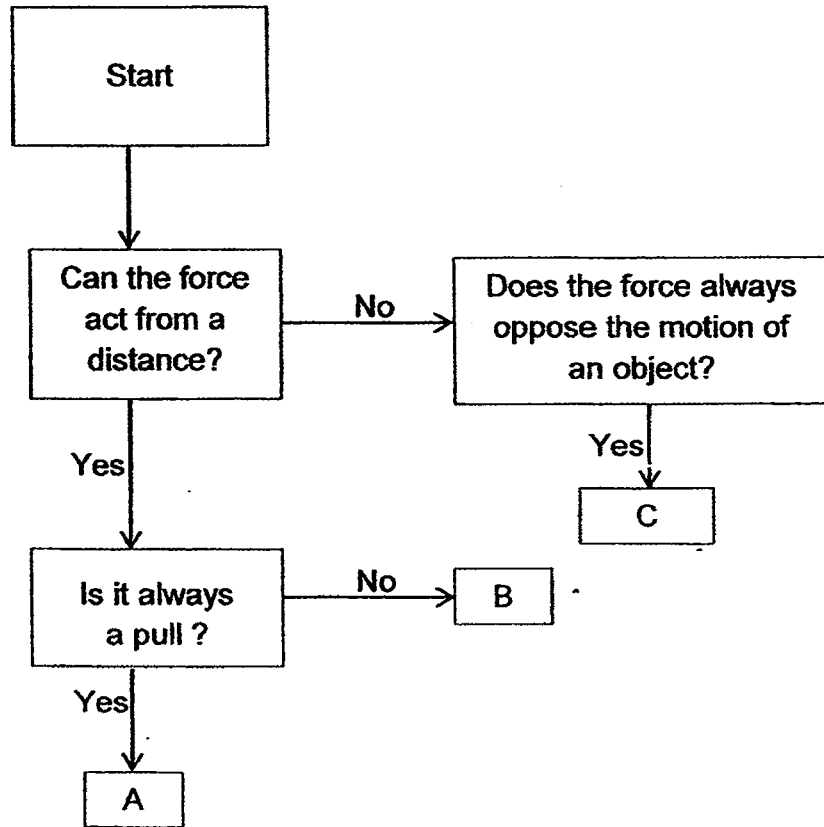 Start
Can the force
act from a
distance?
No
Does the force always
oppose the motion of
an object?
Yes
Yes
C
Is it always
a pull ?
No
B
Yes
A